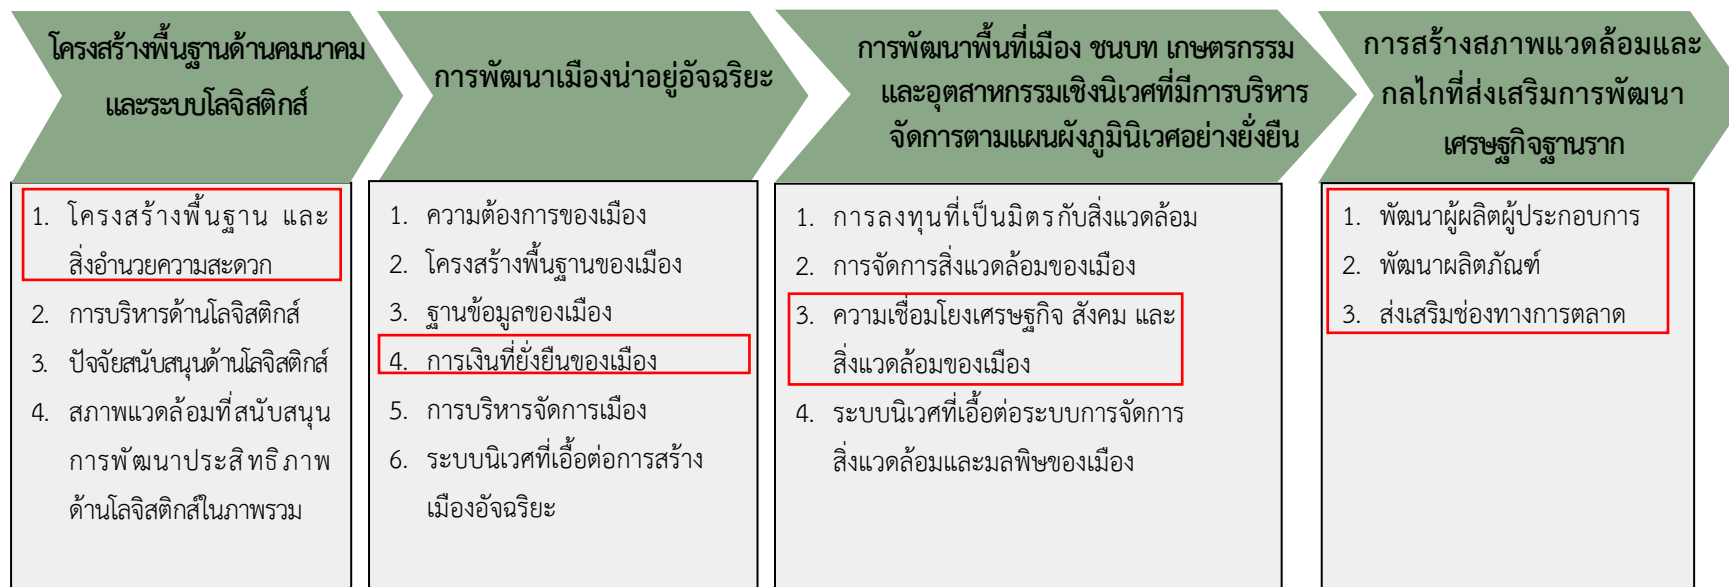 โครงสร้างพื้นฐานด้านคมนาคม
และระบบโลจิสติกส์
1. โครงสร้างพื้นฐาน และ
สิ่งอำนวยความสะดวก
2. การบริหารด้านโลจิสติกส์
3. ปัจจัยสนับสนุนด้านโลจิสติกส์
4. สภาพแวดล้อมที่สนับสนุน
การพัฒนาประสิทธิภาพ
ด้านโลจิสติกส์ในภาพรวม
การพัฒนาเมืองน่าอยู่อัจฉริยะ
1. ความต้องการของเมือง
2. โครงสร้างพื้นฐานของเมือง
3. ฐานข้อมูลของเมือง
4. การเงินที่ยั่งยืนของเมือง
5. การบริหารจัดการเมือง
6. ระบบนิเวศที่เอื้อต่อการสร้าง
เมืองอัจฉริยะ
การพัฒนาพื้นที่เมือง ชนบท เกษตรกรรม
และอุตสาหกรรมเชิงนิเวศที่มีการบริหาร
จัดการตามแผนผังภูมินิเวศอย่างยั่งยืน
1. การลงทุนที่เป็นมิตรกับสิ่งแวดล้อม
2. การจัดการสิ่งแวดล้อมของเมือง
3. ความเชื่อมโยงเศรษฐกิจ สังคม และ
สิ่งแวดล้อมของเมือง
4. ระบบนิเวศที่เอื้อต่อระบบการจัดการ
สิ่งแวดล้อมและมลพิษของเมือง
การสร้างสภาพแวดล้อมและ
กลไกที่ส่งเสริมการพัฒนา
เศรษฐกิจฐานราก
1. พัฒนาผู้ผลิตผู้ประกอบการ
2. พัฒนาผลิตภัณฑ์
3. ส่งเสริมช่องทางการตลาด